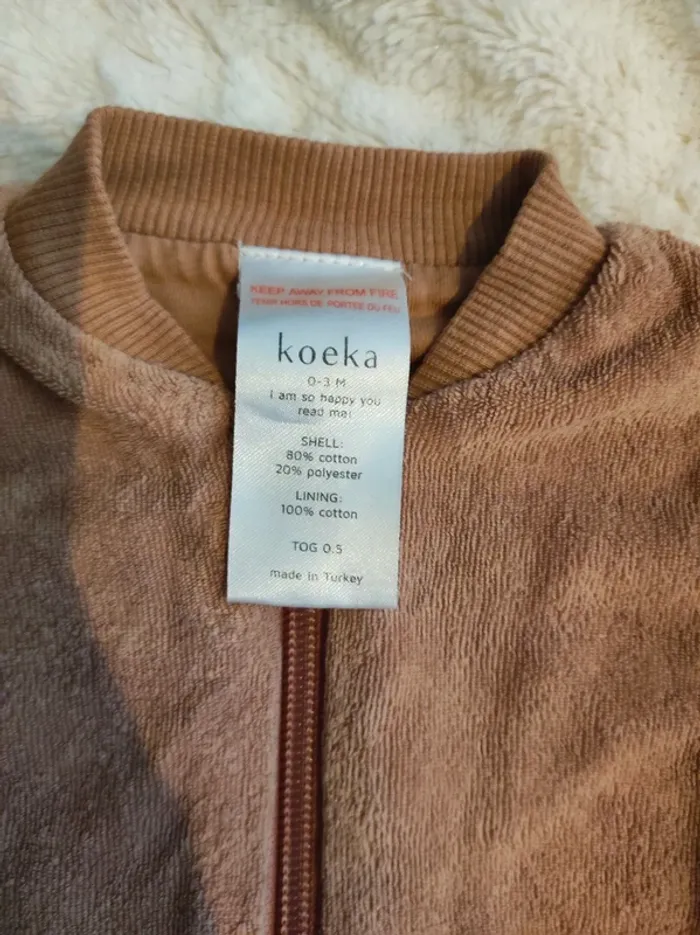 KEEP AWAY FROM FIRE
TENIR HORS DE PORTÉE DU FEU
koeka
0-3 M
I am so happy you
read me!
SHELL:
80% cotton
20% polyester
LINING:
100% cotton
TOG 0.5
made in Turkey